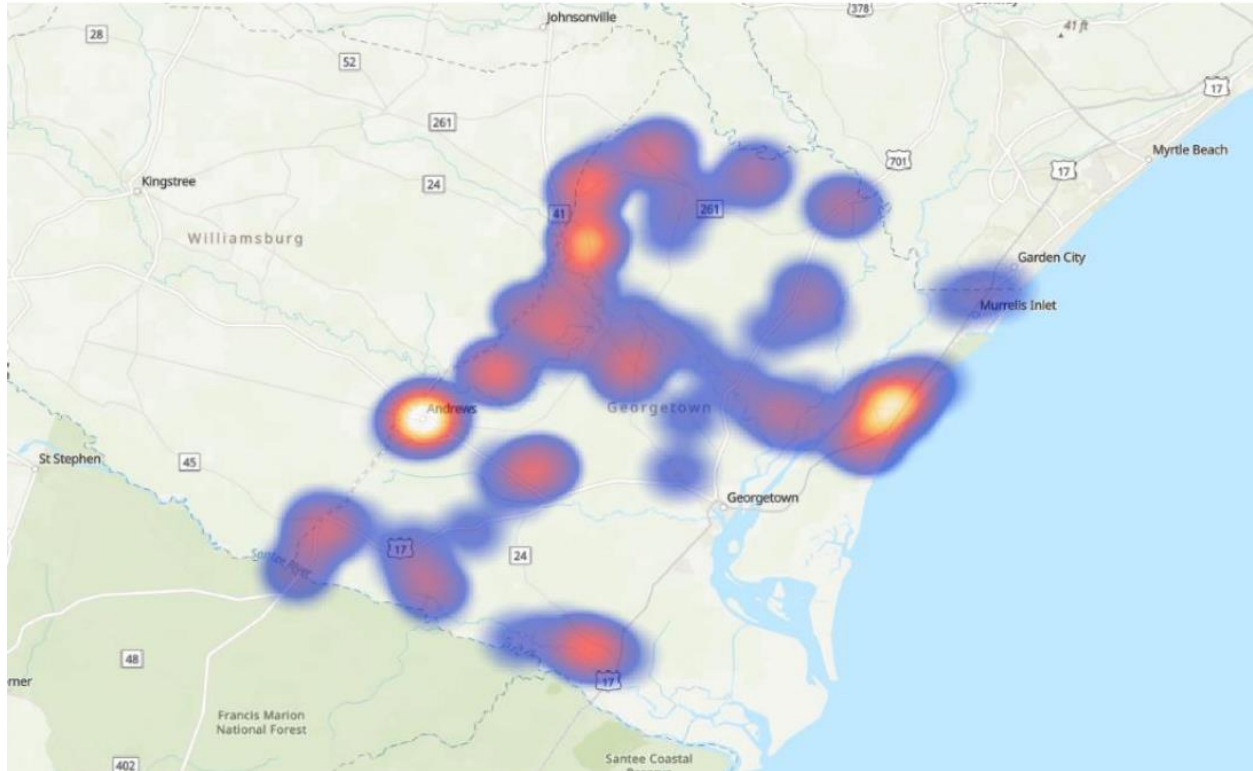 Johnsonville
378
41 ft
28
52
17
261
Myrtle Beach
701
17
Kingstree
24
261
41
Williamsburg
Garden City
Murrells Inlet
Andrews
Georgetown
St Stephen
45
Georgetown
17
24
Santee River
48
17
Francis Marion
National Forest
402
Santee Coastal